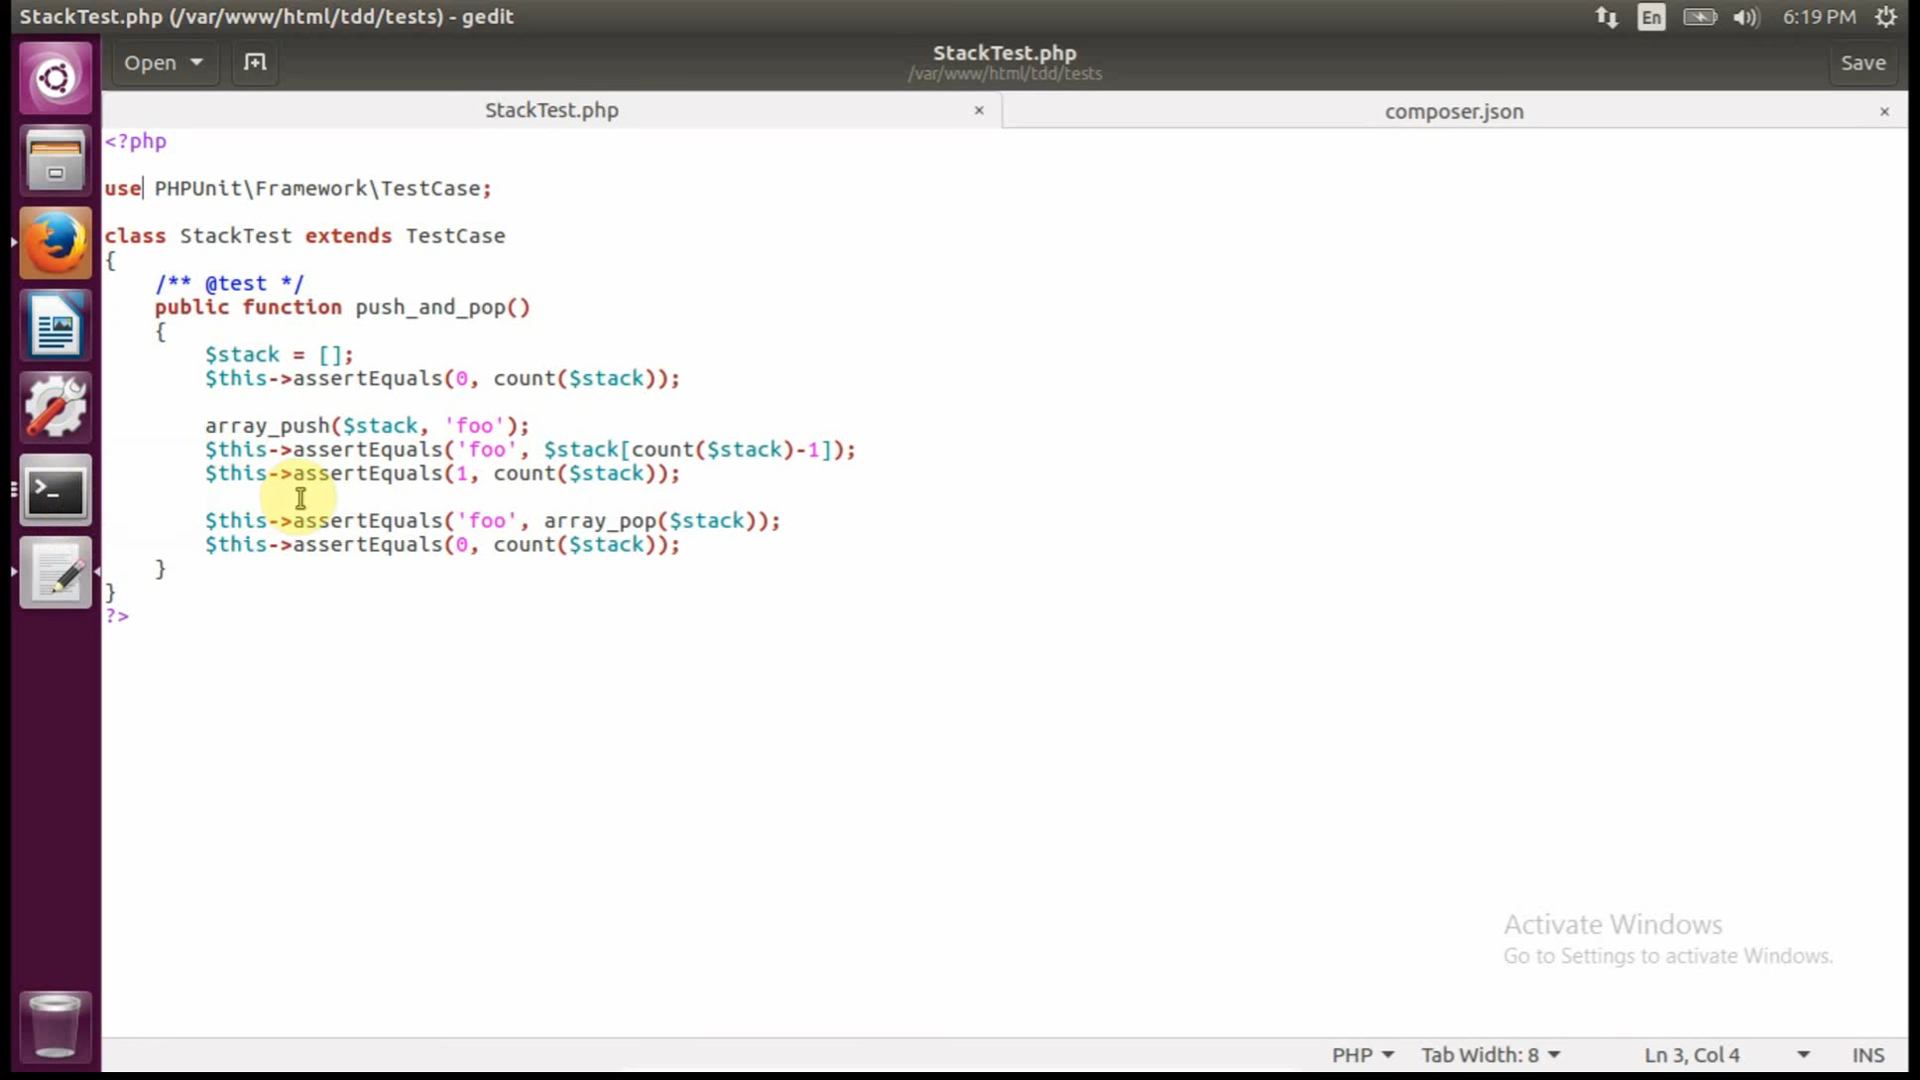 StackTest.php (/var/www/html/tdd/tests) - gedit
En
6:19 PM
Open
StackTest.php
/var/www/html/tdd/tests
Save
StackTest.php ×
composer.json ×
<?php
use PHPUnit\Framework\TestCase;
class StackTest extends TestCase
{
/** @test */
public function push_and_pop()
{
$stack = [];
$this->assertEquals(0, count($stack));
array_push($stack, 'foo');
$this->assertEquals('foo', $stack[count($stack)-1]);
$this->assertEquals(1, count($stack));
$this->assertEquals('foo', array_pop($stack));
$this->assertEquals(0, count($stack));
}
}
?>
Activate Windows
Go to Settings to activate Windows.
PHP Tab Width: 8 Ln 3, Col 4 INS